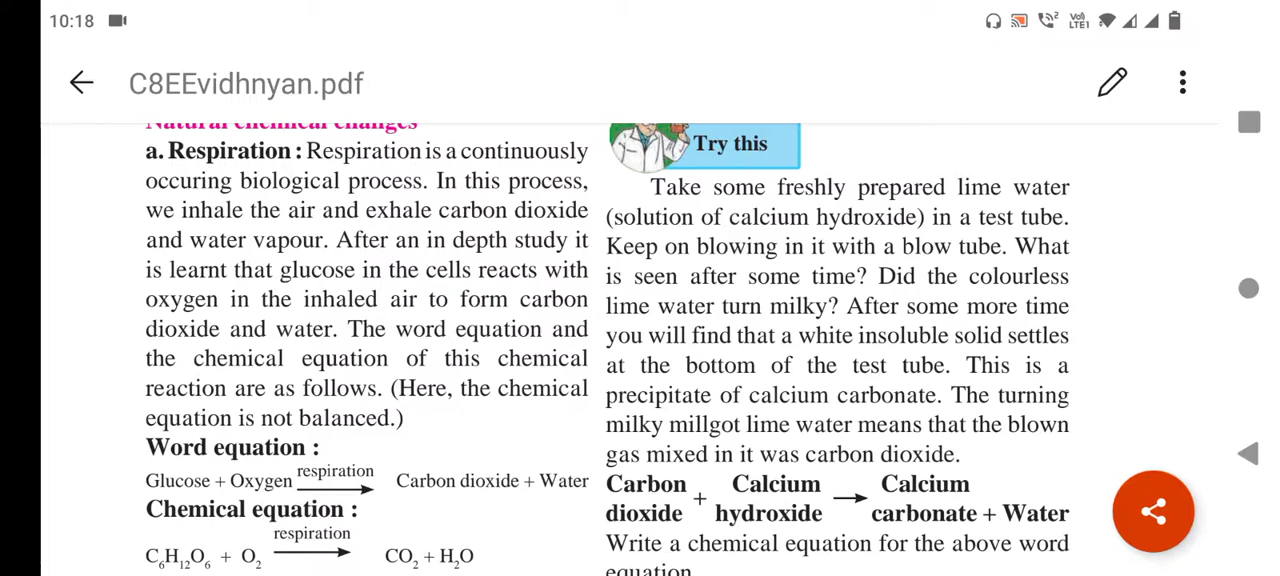 10:18
Vo)
LTE1
2
C8EEvidhnyan.pdf
Natural chemical changes
a. Respiration : Respiration is a continuously
occuring biological process. In this process,
we inhale the air and exhale carbon dioxide
and water vapour. After an in depth study it
is learnt that glucose in the cells reacts with
oxygen in the inhaled air to form carbon
dioxide and water. The word equation and
the chemical equation of this chemical
reaction are as follows. (Here, the chemical
equation is not balanced.)
Word equation :
Glucose + Oxygen respiration ⟶ Carbon dioxide + Water
Chemical equation :
respiration
C₆H₁₂O₆ + O₂ ⟶ CO₂ + H₂O
Try this
Take some freshly prepared lime water
(solution of calcium hydroxide) in a test tube.
Keep on blowing in it with a blow tube. What
is seen after some time? Did the colourless
lime water turn milky? After some more time
you will find that a white insoluble solid settles
at the bottom of the test tube. This is a
precipitate of calcium carbonate. The turning
milky millgot lime water means that the blown
gas mixed in it was carbon dioxide.
Carbon dioxide + Calcium hydroxide ⟶ Calcium carbonate + Water
Write a chemical equation for the above word
equation